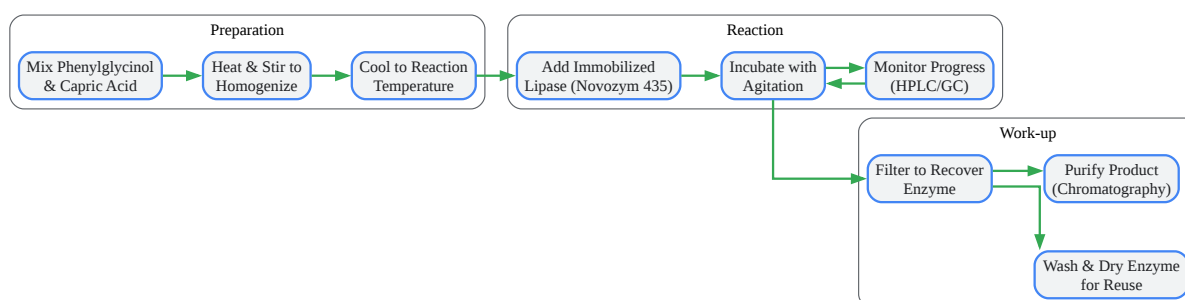 Preparation
Mix Phenylglycinol
& Capric Acid
Heat & Stir to
Homogenize
Cool to Reaction
Temperature
Reaction
Add Immobilized
Lipase (Novozym 435)
Incubate with
Agitation
Monitor Progress
(HPLC/GC)
Work-up
Filter to Recover
Enzyme
Purify Product
(Chromatography)
Wash & Dry Enzyme
for Reuse